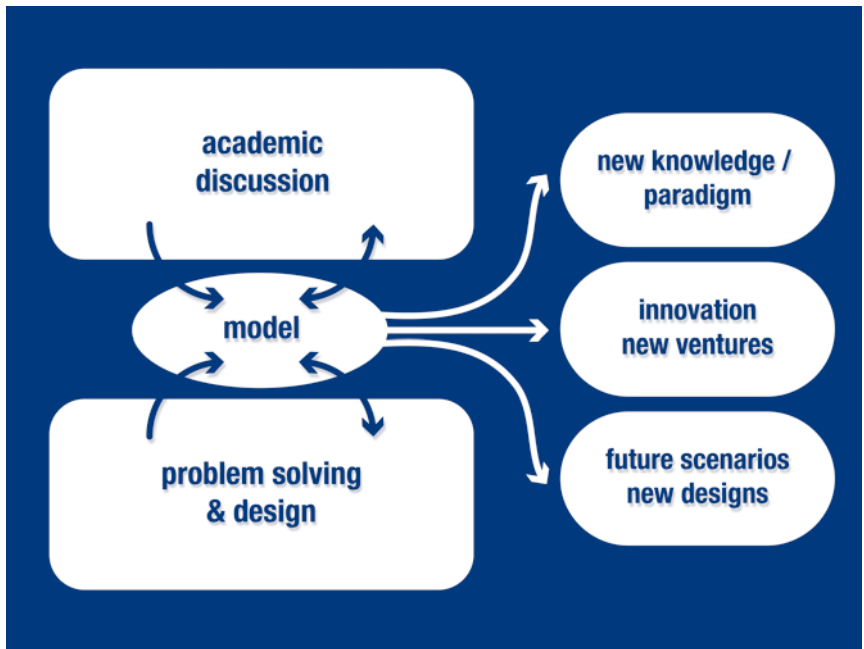 academic
discussion
model
problem solving
& design
new knowledge /
paradigm
innovation
new ventures
future scenarios
new designs